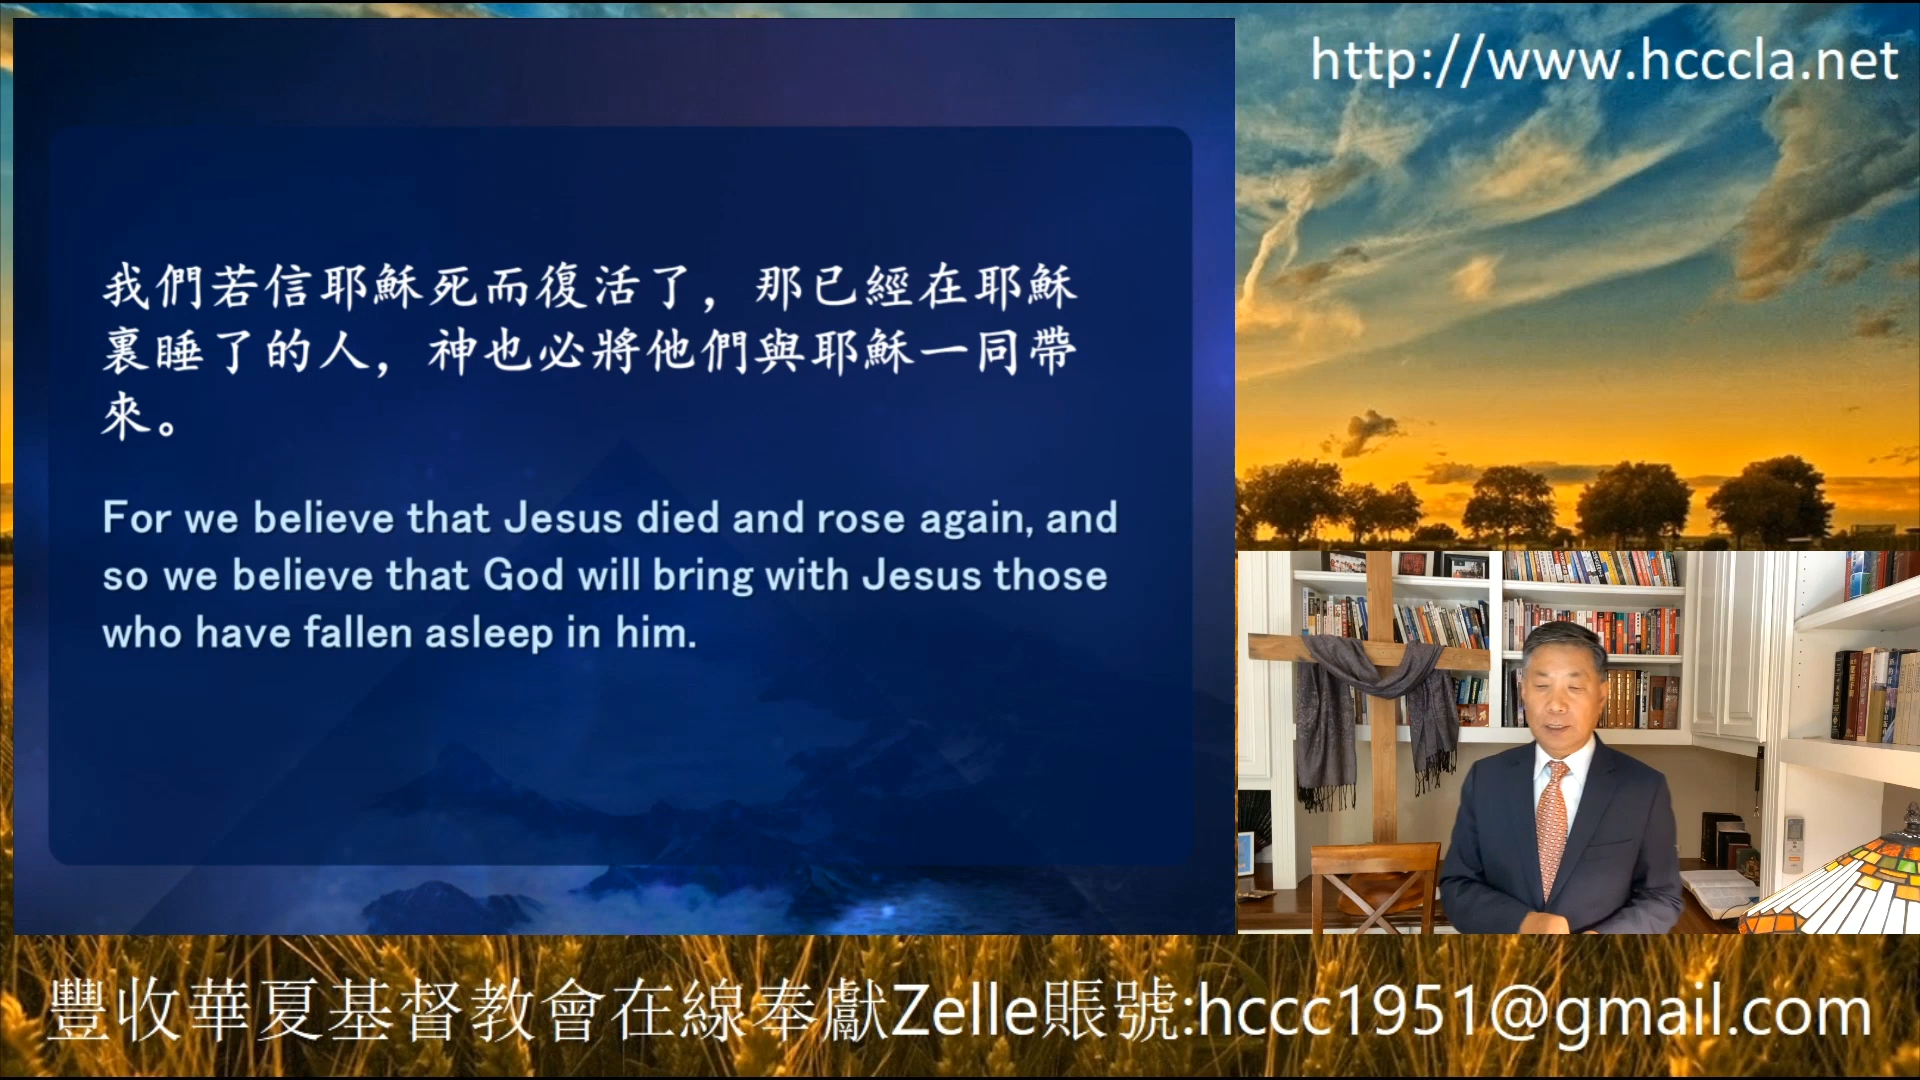 http://www.hcccla.net
我們若信耶穌死而復活了，那已經在耶穌
裏睡了的人，神也必將他們與耶穌一同帶
來。
For we believe that Jesus died and rose again, and
so we believe that God will bring with Jesus those
who have fallen asleep in him.
豐收華夏基督教會在線奉獻Zelle賬號:hccc1951@gmail.com